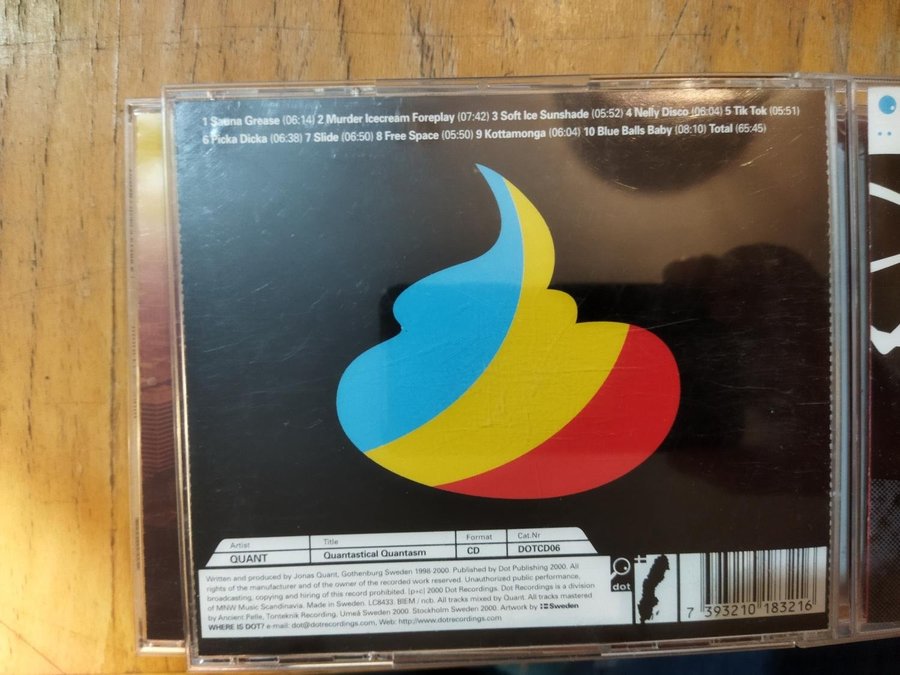 1 Sauna Grease (06:14) 2 Murder Icecream Foreplay (07:42) 3 Soft Ice Sunshade (05:52) 4 Nelly Disco (06:04) 5 Tik Tok (05:51)
6 Picka Dicka (06:38) 7 Slide (06:50) 8 Free Space (05:50) 9 Kottamonga (06:04) 10 Blue Balls Baby (08:10) Total (65:45)
Artist Title Format Cat.Nr
QUANT Quantastical Quantasm CD DOTCD06
Written and produced by Jonas Quant, Gothenburg Sweden 1998-2000. Published by Dot Publishing 2000. All
rights of the manufacturer and of the owner of the recorded work reserved. Unauthorized public performance,
broadcasting, copying and hiring of this record prohibited. (p+c) 2000 Dot Recordings. Dot Recordings is a division
of MNW Music Scandinavia. Made in Sweden. LC8433. BIEM / ncb. All tracks mixed by Quant. All tracks mastered
by Ancient Pelle, Tonteknik Recording, Umeå Sweden 2000. Stockholm Sweden 2000. Artwork by Sweden
WHERE IS DOT? e-mail: dot@dotrecordings.com, Web: http://www.dotrecordings.com
dot
7 393210 183216